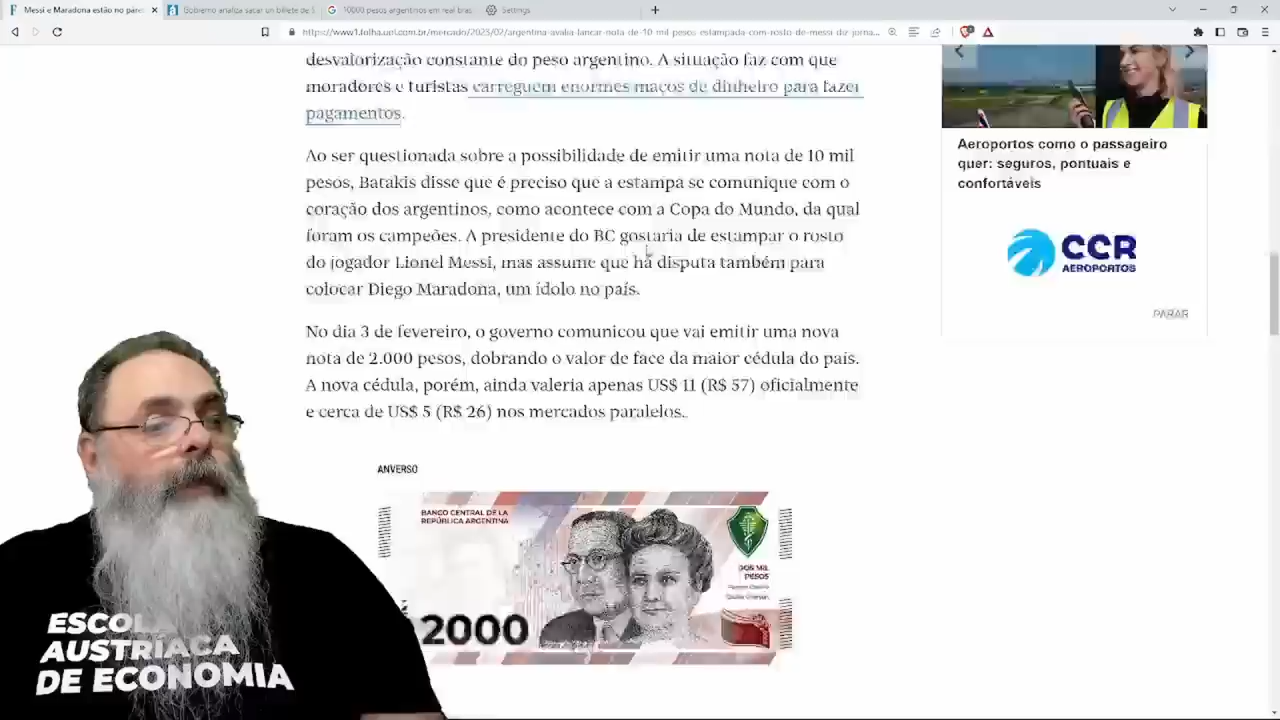 Messi e Maradona estão no páre
Gobierno analiza sacar un billete de $
10000 pesos argentinos em real bras
Settings
https://www1.folha.uol.com.br/mercado/2023/02/argentina-avalia-lancar-nota-de-10-mil-pesos-estampada-com-rosto-de-messi-diz-jorna...
desvalorização constante do peso argentino. A situação faz com que
moradores e turistas carreguem enormes maços de dinheiro para fazer
pagamentos.
Ao ser questionada sobre a possibilidade de emitir uma nota de 10 mil
pesos, Batakis disse que é preciso que a estampa se comunique com o
coração dos argentinos, como acontece com a Copa do Mundo, da qual
foram os campeões. A presidente do BC gostaria de estampar o rosto
do jogador Lionel Messi, mas assume que há disputa também para
colocar Diego Maradona, um ídolo no país.
No dia 3 de fevereiro, o governo comunicou que vai emitir uma nova
nota de 2.000 pesos, dobrando o valor de face da maior cédula do país.
A nova cédula, porém, ainda valeria apenas US$ 11 (R$ 57) oficialmente
e cerca de US$ 5 (R$ 26) nos mercados paralelos.
ANVERSO
BANCO CENTRAL DE LA
REPÚBLICA ARGENTINA
DOS MIL
PESOS
2000
Aeroportos como o passageiro
quer: seguros, pontuais e
confortáveis
CCR
AEROPORTOS
PARAR
ESCOLA
AUSTRÍACA
DE ECONOMIA